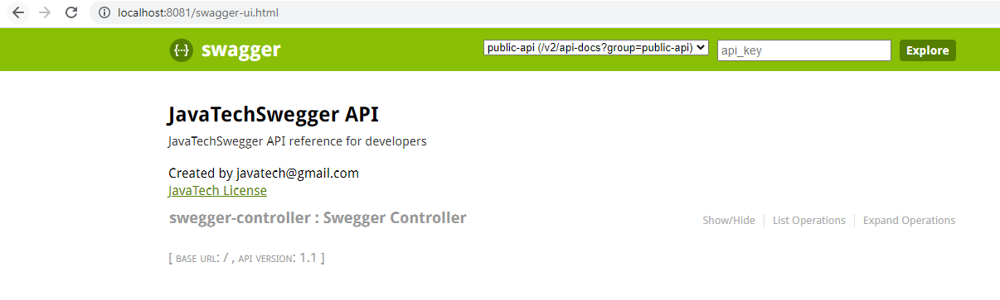 localhost:8081/swagger-ui.html
{··} swagger public-api (/v2/api-docs?group=public-api) api_key Explore
JavaTechSwegger API
JavaTechSwegger API reference for developers
Created by javatech@gmail.com
JavaTech License
swegger-controller : Swegger Controller Show/Hide List Operations Expand Operations
[ BASE URL: / , API VERSION: 1.1 ]